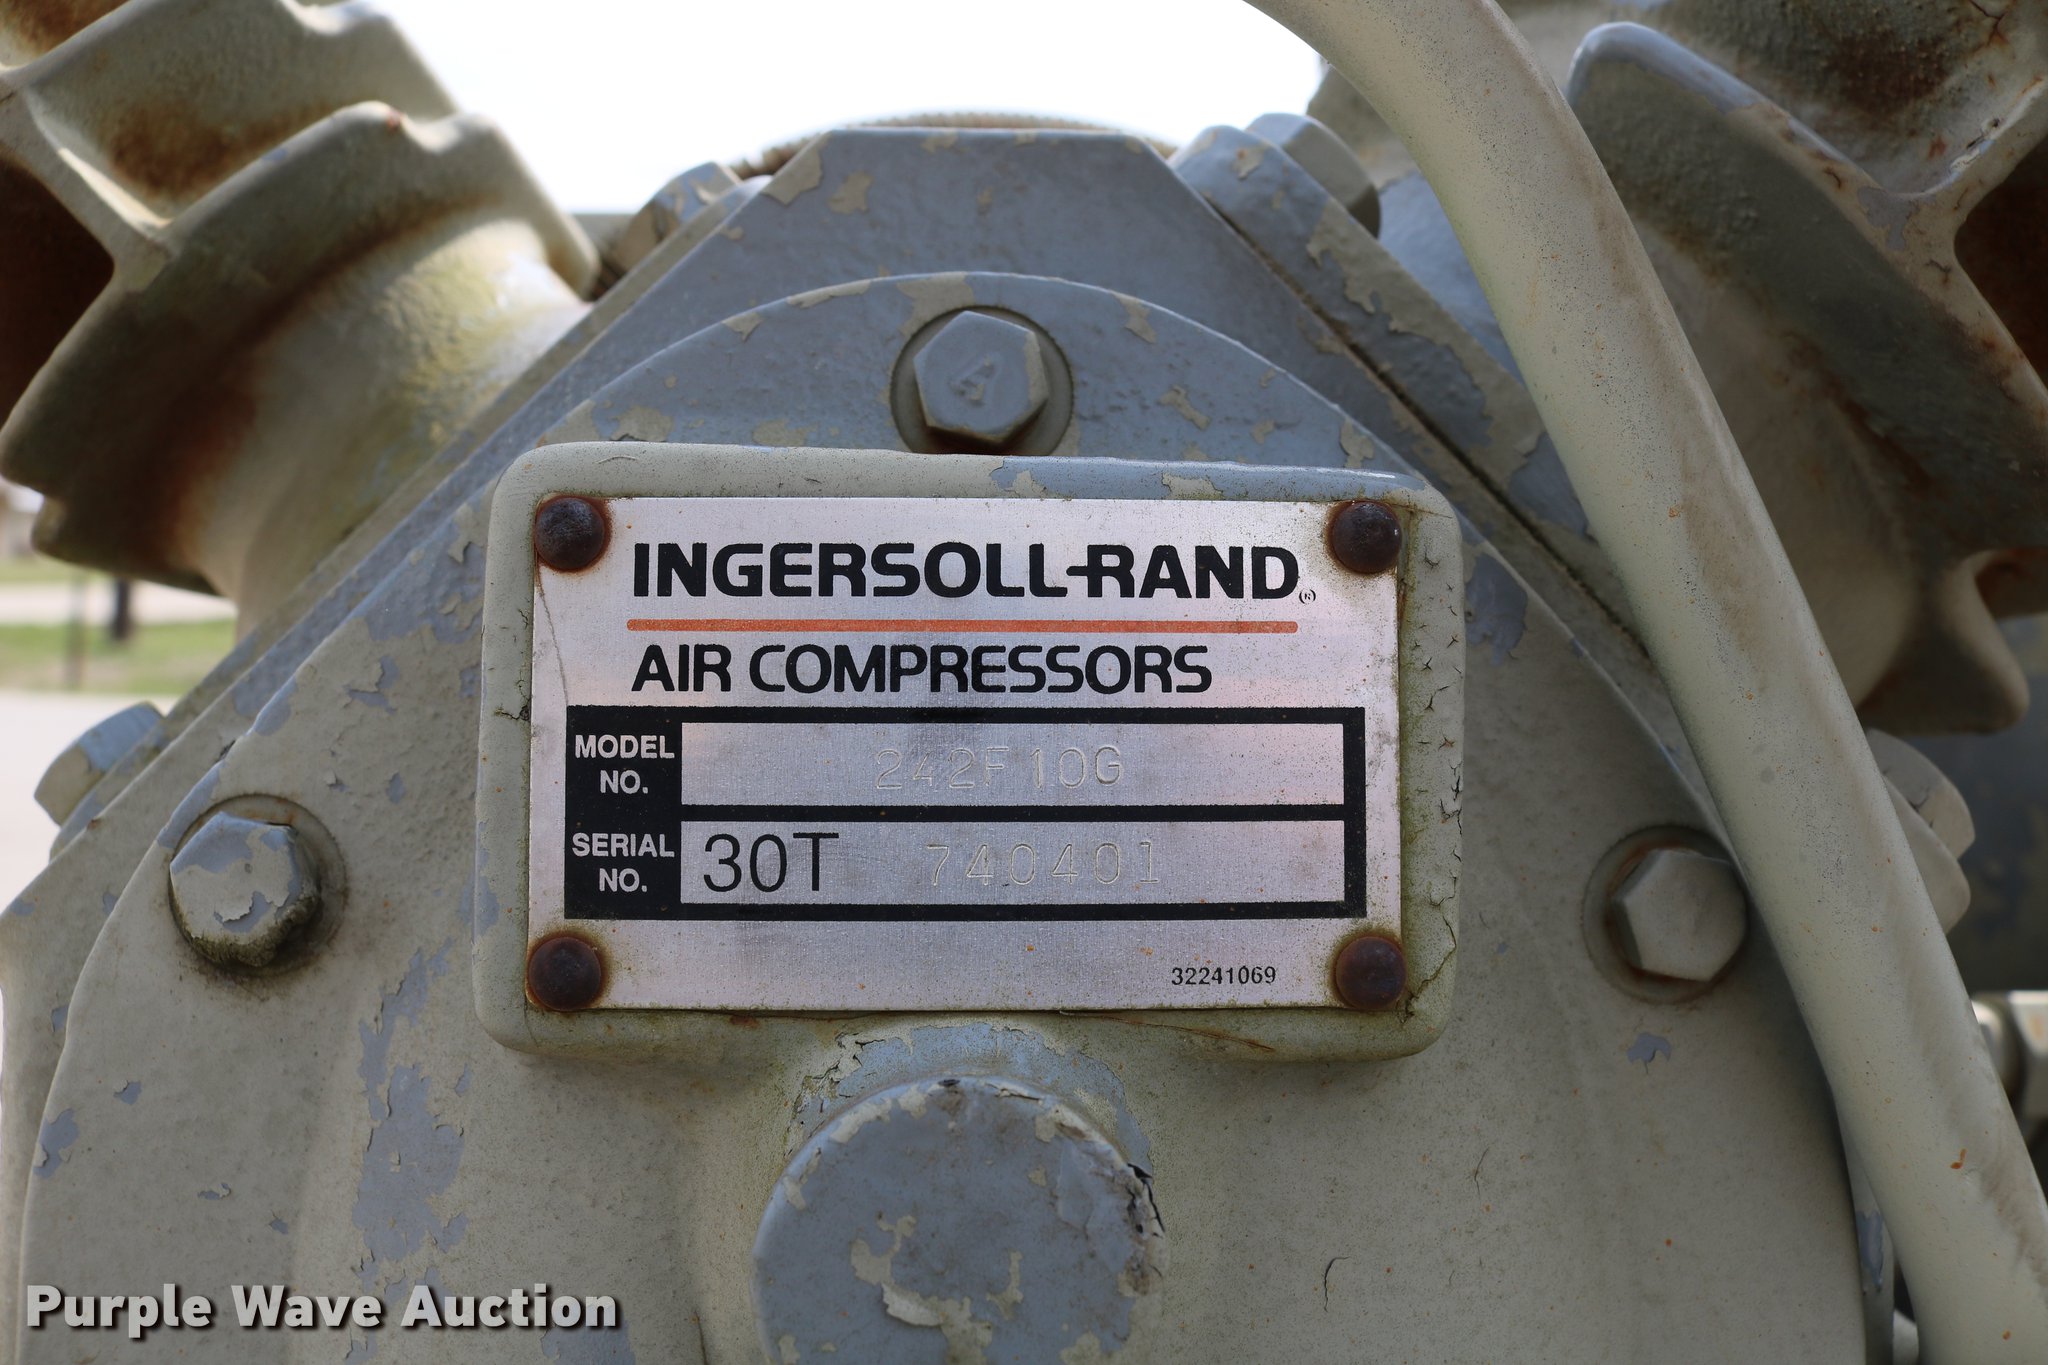 A
INGERSOLL-RAND®
AIR COMPRESSORS
MODEL NO. 242F10G
SERIAL NO. 30T 740401
32241069
Purple Wave Auction